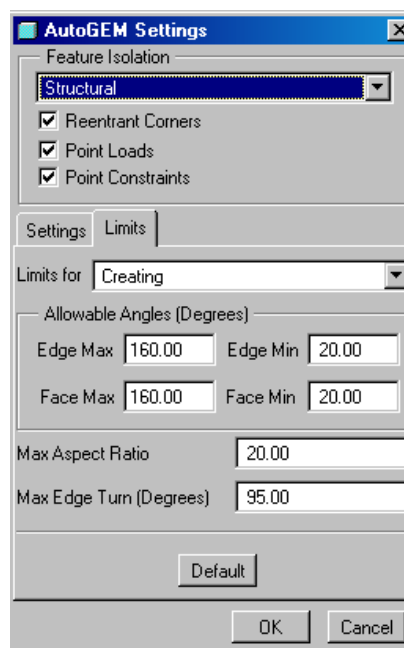 AutoGEM Settings
Feature Isolation
Structural
Reentrant Corners
Point Loads
Point Constraints
Settings Limits
Limits for Creating
Allowable Angles (Degrees)
Edge Max 160.00 Edge Min 20.00
Face Max 160.00 Face Min 20.00
Max Aspect Ratio 20.00
Max Edge Turn (Degrees) 95.00
Default
OK Cancel